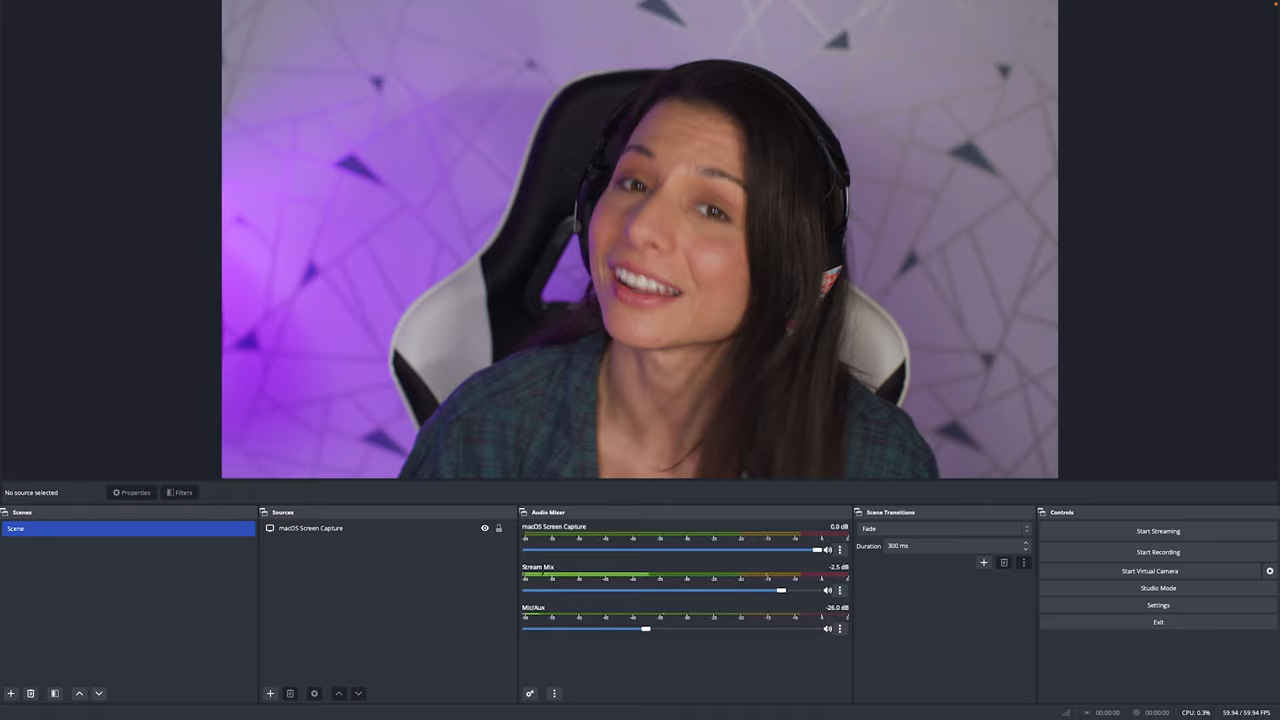 No source selected
Properties
Filters
Scenes
Sources
Audio Mixer
Scene Transitions
Controls
Scene
macOS Screen Capture
macOS Screen Capture
0.0 dB
Stream Mix
-2.5 dB
Mic/Aux
-26.0 dB
Fade
Duration
300 ms
Start Streaming
Start Recording
Start Virtual Camera
Studio Mode
Settings
Exit
00:00:00
00:00:00
CPU: 0.3%
59.94 / 59.94 FPS